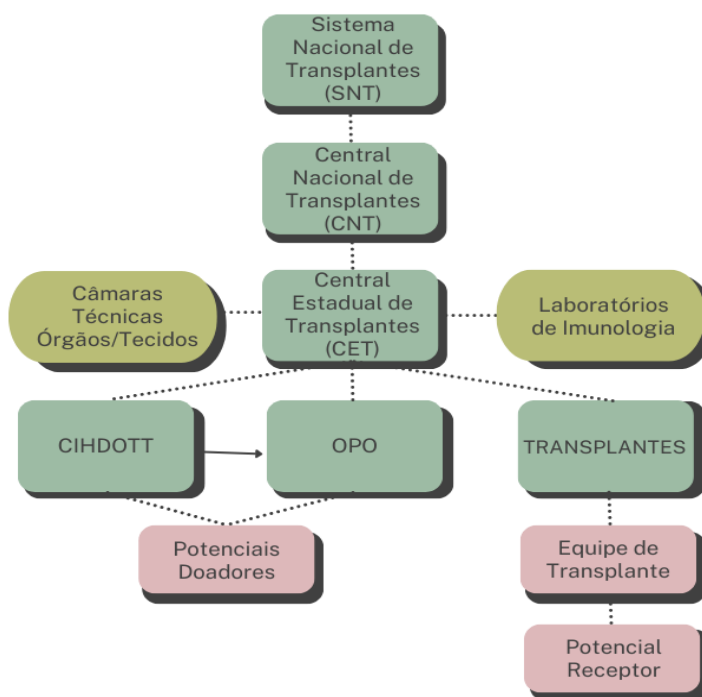 Sistema
Nacional de
Transplantes
(SNT)
Central
Nacional de
Transplantes
(CNT)
Câmaras
Técnicas
Órgãos/Tecidos
Central
Estadual de
Transplantes
(CET)
Laboratórios
de Imunologia
CIHDOTT
OPO
TRANSPLANTES
Potenciais
Doadores
Equipe de
Transplante
Potencial
Receptor